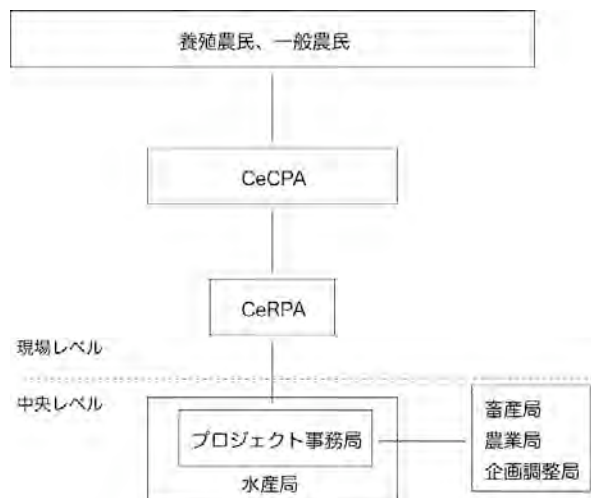 養殖農民、一般農民
CeCPA
CeRPA
現場レベル
中央レベル
プロジェクト事務局
水産局
畜産局
農業局
企画調整局